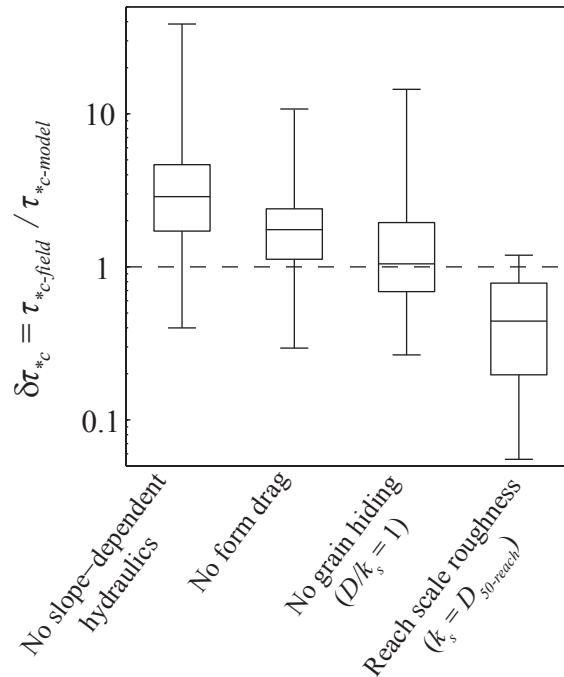 δτ*c = τ*c-field / τ*c-model
10
1
0.1
No slope–dependent
hydraulics
No form drag
No grain hiding
(D/ks = 1)
Reach scale roughness
(ks = D50-reach)